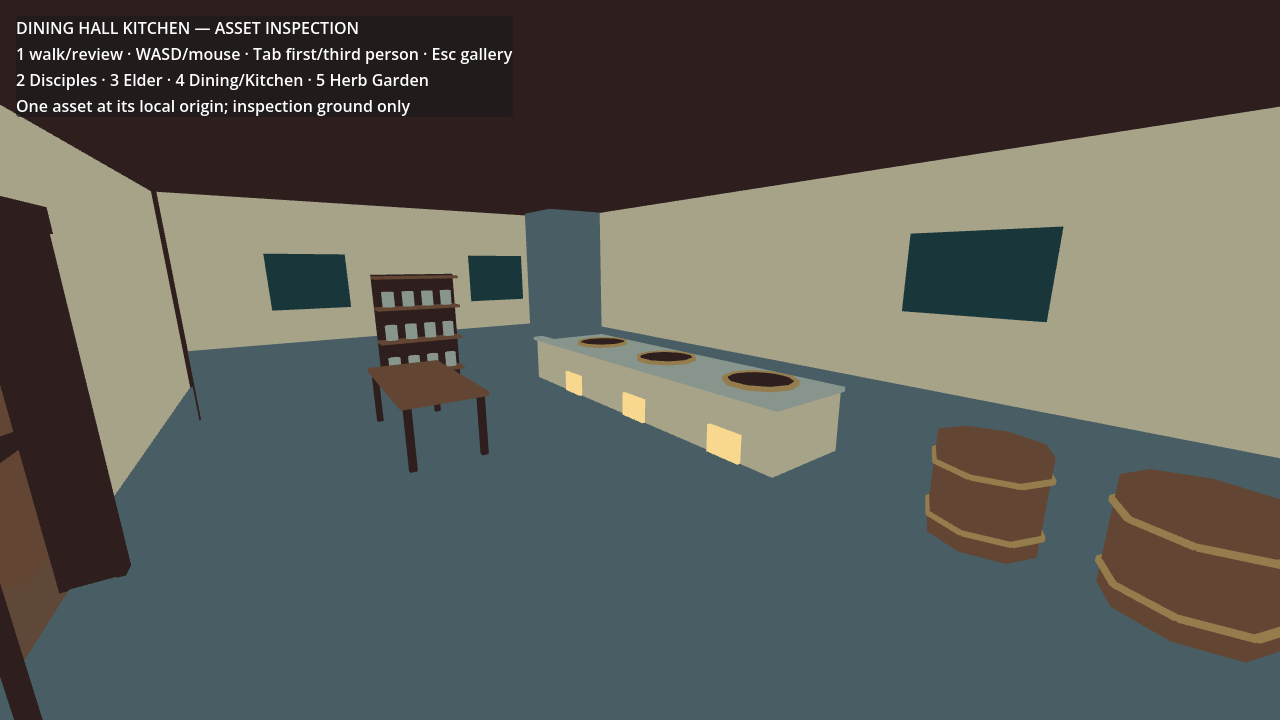 DINING HALL KITCHEN — ASSET INSPECTION
1 walk/review · WASD/mouse · Tab first/third person · Esc gallery
2 Disciples · 3 Elder · 4 Dining/Kitchen · 5 Herb Garden
One asset at its local origin; inspection ground only